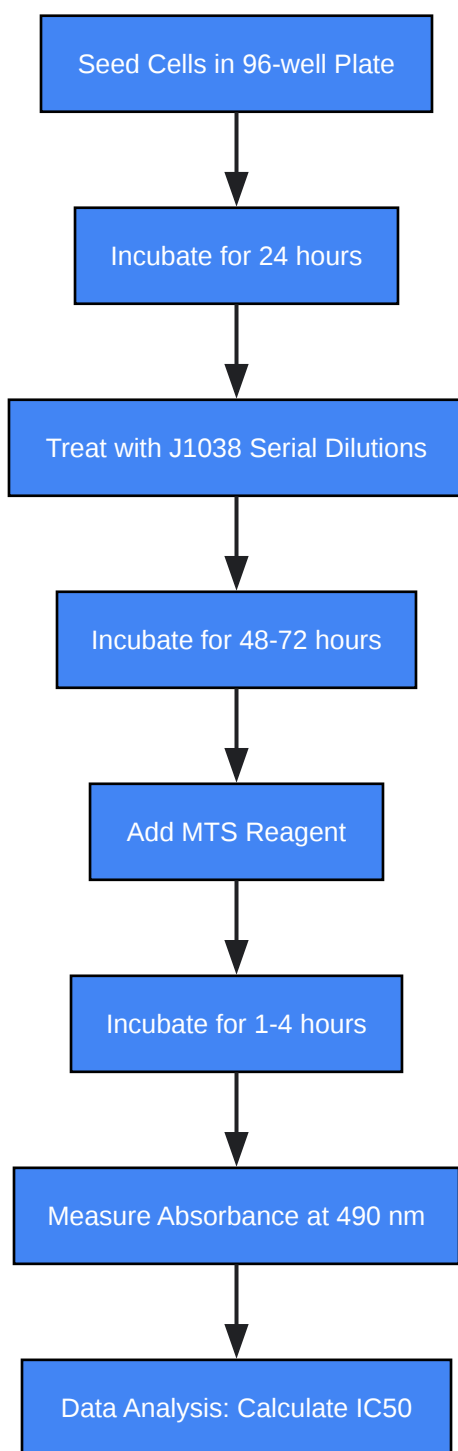 Seed Cells in 96-well Plate
Incubate for 24 hours
Treat with J1038 Serial Dilutions
Incubate for 48-72 hours
Add MTS Reagent
Incubate for 1-4 hours
Measure Absorbance at 490 nm
Data Analysis: Calculate IC50